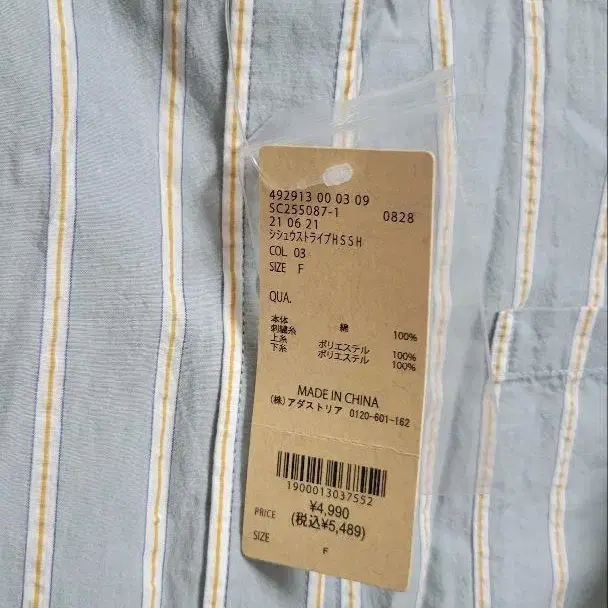 492913 00 03 09
SC255087-1 0828
21 06 21
シシュウストライプHSSH
COL. 03
SIZE F
QUA.
本体 綿 100%
刺繍糸
上糸 ポリエステル 100%
下糸 ポリエステル 100%
MADE IN CHINA
(株)アダストリア 0120-601-162
1900013037552
PRICE ¥4,990
(税込¥5,489)
SIZE F